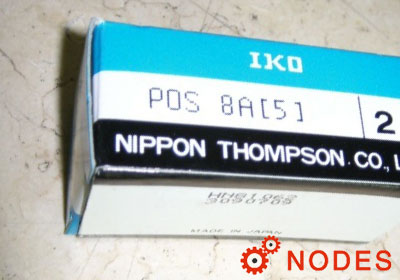 IKO
POS 8A[5] 2
NIPPON THOMPSON CO., L
MADE IN JAPAN
NODES